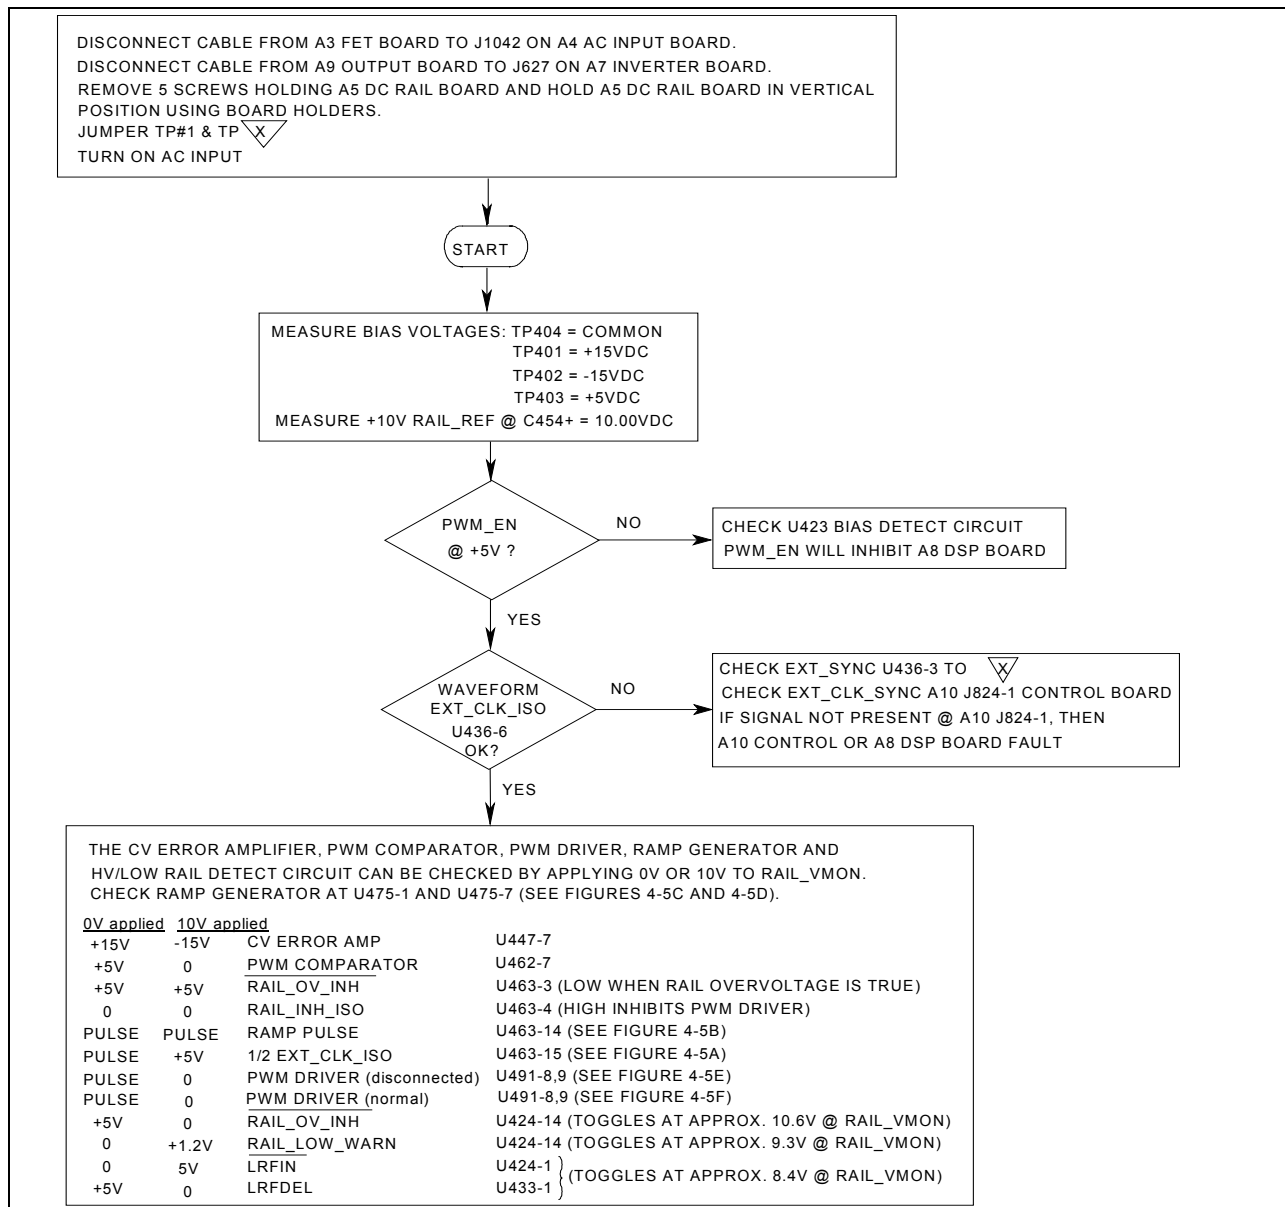 DISCONNECT CABLE FROM A3 FET BOARD TO J1042 ON A4 AC INPUT BOARD.
DISCONNECT CABLE FROM A9 OUTPUT BOARD TO J627 ON A7 INVERTER BOARD.
REMOVE 5 SCREWS HOLDING A5 DC RAIL BOARD AND HOLD A5 DC RAIL BOARD IN VERTICAL
POSITION USING BOARD HOLDERS.
JUMPER TP#1 & TP X
TURN ON AC INPUT
START
MEASURE BIAS VOLTAGES: TP404 = COMMON
TP401 = +15VDC
TP402 = -15VDC
TP403 = +5VDC
MEASURE +10V RAIL_REF @ C454+ = 10.00VDC
PWM_EN
@ +5V ?
NO
CHECK U423 BIAS DETECT CIRCUIT
PWM_EN WILL INHIBIT A8 DSP BOARD
YES
WAVEFORM
EXT_CLK_ISO
U436-6
OK?
NO
CHECK EXT_SYNC U436-3 TO X
CHECK EXT_CLK_SYNC A10 J824-1 CONTROL BOARD
IF SIGNAL NOT PRESENT @ A10 J824-1, THEN
A10 CONTROL OR A8 DSP BOARD FAULT
YES
THE CV ERROR AMPLIFIER, PWM COMPARATOR, PWM DRIVER, RAMP GENERATOR AND
HV/LOW RAIL DETECT CIRCUIT CAN BE CHECKED BY APPLYING 0V OR 10V TO RAIL_VMON.
CHECK RAMP GENERATOR AT U475-1 AND U475-7 (SEE FIGURES 4-5C AND 4-5D).
0V applied 10V applied
+15V -15V CV ERROR AMP U447-7
+5V 0 PWM COMPARATOR U462-7
+5V +5V RAIL_OV_INH U463-3 (LOW WHEN RAIL OVERVOLTAGE IS TRUE)
0 0 RAIL_INH_ISO U463-4 (HIGH INHIBITS PWM DRIVER)
PULSE PULSE RAMP PULSE U463-14 (SEE FIGURE 4-5B)
PULSE +5V 1/2 EXT_CLK_ISO U463-15 (SEE FIGURE 4-5A)
PULSE 0 PWM DRIVER (disconnected) U491-8,9 (SEE FIGURE 4-5E)
PULSE 0 PWM DRIVER (normal) U491-8,9 (SEE FIGURE 4-5F)
+5V 0 RAIL_OV_INH U424-14 (TOGGLES AT APPROX. 10.6V @ RAIL_VMON)
0 +1.2V RAIL_LOW_WARN U424-14 (TOGGLES AT APPROX. 9.3V @ RAIL_VMON)
0 5V LRFIN U424-1
(TOGGLES AT APPROX. 8.4V @ RAIL_VMON)
+5V 0 LRFDEL U433-1